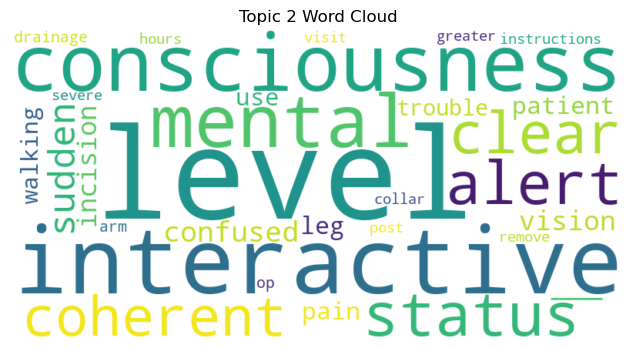 Topic 2 Word Cloud
drainage hours visit greater instructions
consciousness
severe use trouble patient
mental clear
walking sudden incision level collar alert
arm confused leg post vision
remove
interactive
op
coherent pain status